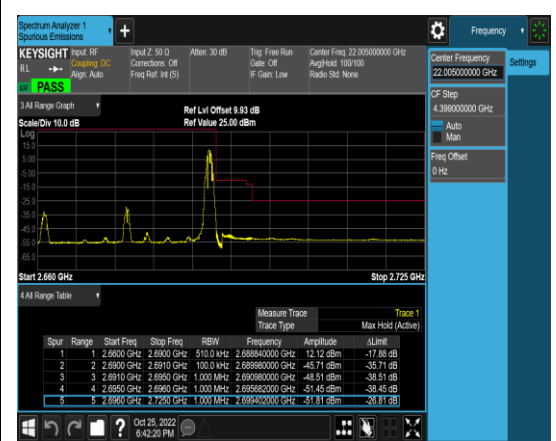 Spectrum Analyzer 1
Spurious Emissions
Frequency
KEYSIGHT
Input: RF
Input Z: 50 Ω
Atten: 30 dB
Trig: Free Run
Center Freq: 22.005000000 GHz
RL
Coupling: DC
Corrections: Off
Gate: Off
Avg|Hold: 100/100
Align: Auto
Freq Ref: Int (S)
IF Gain: Low
Radio Std: None
PASS
Center Frequency
22.005000000 GHz
Settings
CF Step
4.399000000 GHz
Auto
Man
Freq Offset
0 Hz
3 All Range Graph
Ref Lvl Offset 9.93 dB
Scale/Div 10.0 dB
Ref Value 25.00 dBm
Log
15.0
5.00
-5.00
-15.0
-25.0
-35.0
-45.0
-55.0
-65.0
Start 2.660 GHz
Stop 2.725 GHz
4 All Range Table
Measure Trace
Trace 1
Trace Type
Max Hold (Active)
Spur Range Start Freq Stop Freq RBW Frequency Amplitude ΔLimit
1 1 2.6600 GHz 2.6900 GHz 510.0 kHz 2.688840000 GHz 12.12 dBm -17.88 dB
2 2 2.6900 GHz 2.6910 GHz 100.0 kHz 2.689980000 GHz -45.71 dBm -35.71 dB
3 3 2.6910 GHz 2.6950 GHz 1.000 MHz 2.690980000 GHz -48.51 dBm -38.51 dB
4 4 2.6950 GHz 2.6960 GHz 1.000 MHz 2.695682000 GHz -51.45 dBm -38.45 dB
5 5 2.6960 GHz 2.7250 GHz 1.000 MHz 2.699402000 GHz -51.81 dBm -26.81 dB
Oct 25, 2022
6:42:20 PM